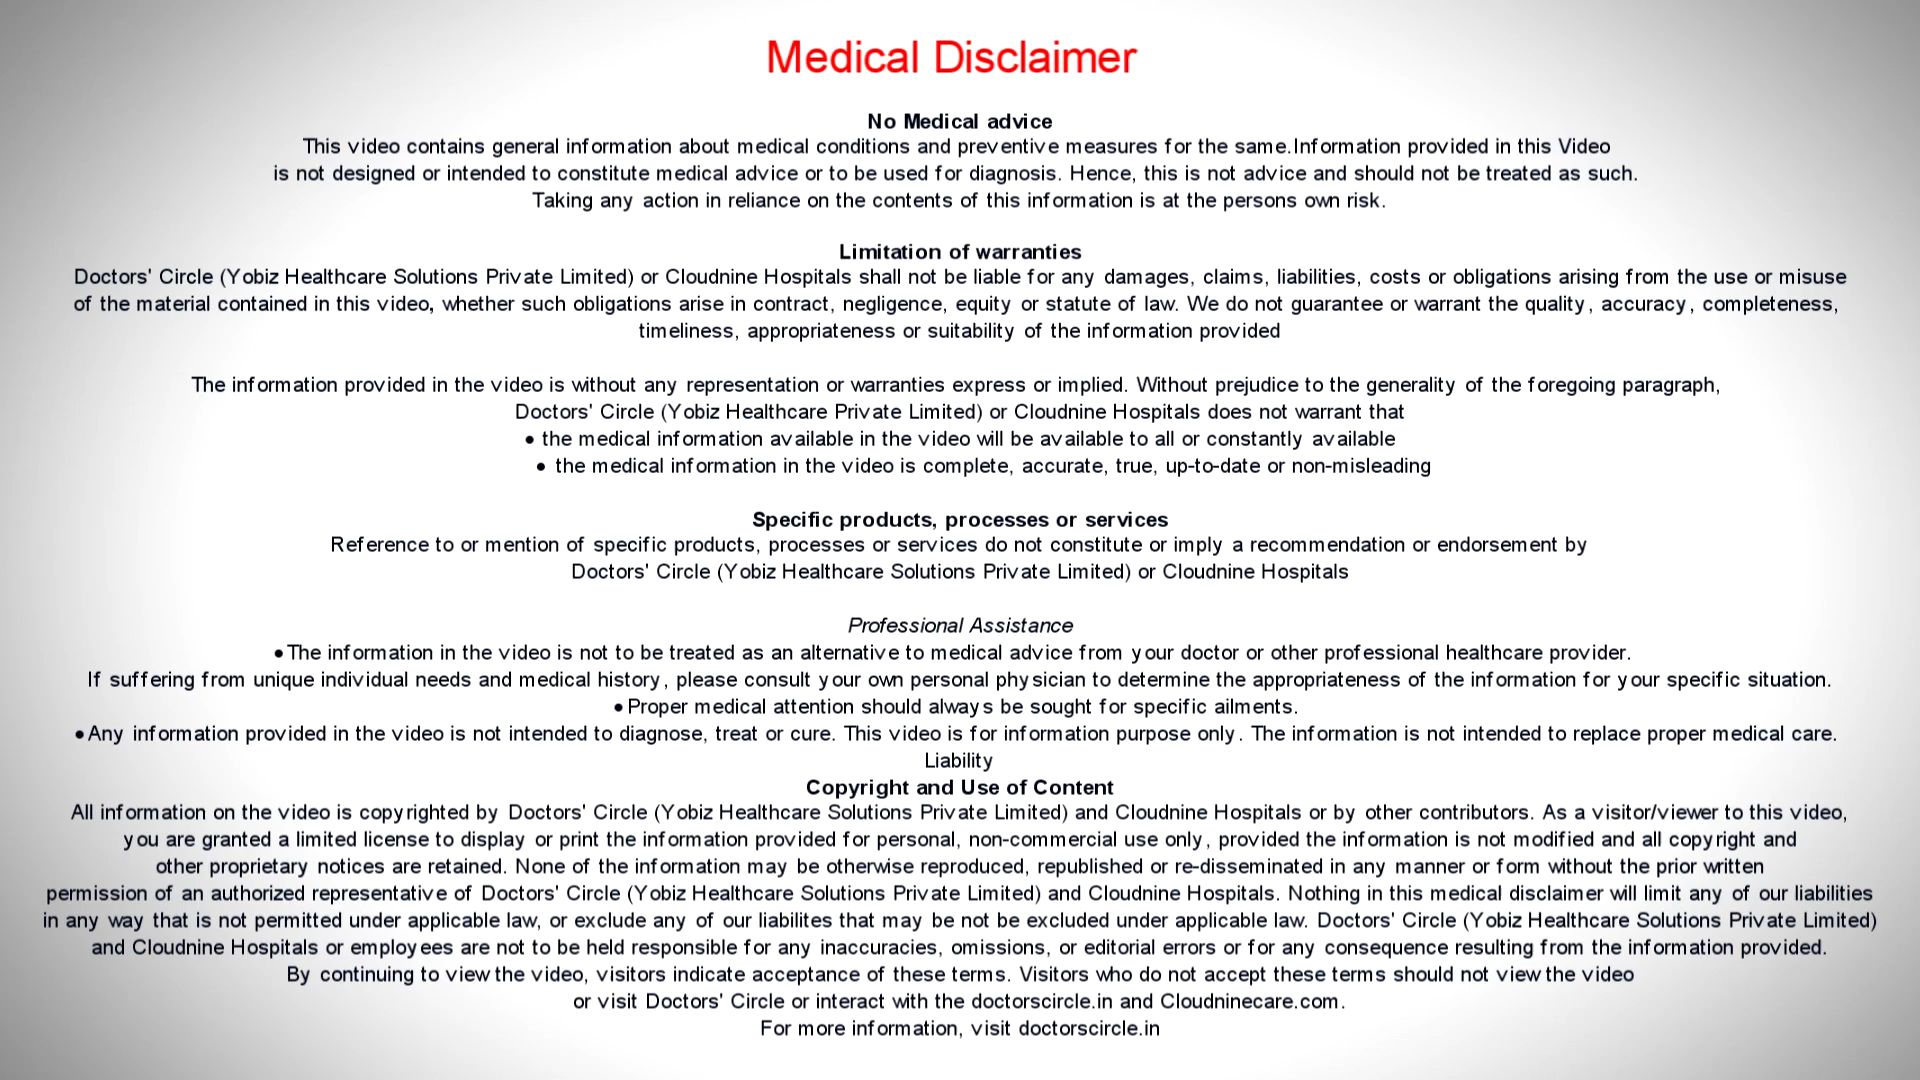 Medical Disclaimer
No Medical advice
This video contains general information about medical conditions and preventive measures for the same.Information provided in this Video
is not designed or intended to constitute medical advice or to be used for diagnosis. Hence, this is not advice and should not be treated as such.
Taking any action in reliance on the contents of this information is at the persons own risk.
Limitation of warranties
Doctors' Circle (Yobiz Healthcare Solutions Private Limited) or Cloudnine Hospitals shall not be liable for any damages, claims, liabilities, costs or obligations arising from the use or misuse
of the material contained in this video, whether such obligations arise in contract, negligence, equity or statute of law. We do not guarantee or warrant the quality, accuracy, completeness,
timeliness, appropriateness or suitability of the information provided
The information provided in the video is without any representation or warranties express or implied. Without prejudice to the generality of the foregoing paragraph,
Doctors' Circle (Yobiz Healthcare Private Limited) or Cloudnine Hospitals does not warrant that
• the medical information available in the video will be available to all or constantly available
• the medical information in the video is complete, accurate, true, up-to-date or non-misleading
Specific products, processes or services
Reference to or mention of specific products, processes or services do not constitute or imply a recommendation or endorsement by
Doctors' Circle (Yobiz Healthcare Solutions Private Limited) or Cloudnine Hospitals
Professional Assistance
•The information in the video is not to be treated as an alternative to medical advice from your doctor or other professional healthcare provider.
If suffering from unique individual needs and medical history, please consult your own personal physician to determine the appropriateness of the information for your specific situation.
•Proper medical attention should always be sought for specific ailments.
•Any information provided in the video is not intended to diagnose, treat or cure. This video is for information purpose only. The information is not intended to replace proper medical care.
Liability
Copyright and Use of Content
All information on the video is copyrighted by Doctors' Circle (Yobiz Healthcare Solutions Private Limited) and Cloudnine Hospitals or by other contributors. As a visitor/viewer to this video,
you are granted a limited license to display or print the information provided for personal, non-commercial use only, provided the information is not modified and all copyright and
other proprietary notices are retained. None of the information may be otherwise reproduced, republished or re-disseminated in any manner or form without the prior written
permission of an authorized representative of Doctors' Circle (Yobiz Healthcare Solutions Private Limited) and Cloudnine Hospitals. Nothing in this medical disclaimer will limit any of our liabilities
in any way that is not permitted under applicable law, or exclude any of our liabilites that may be not be excluded under applicable law. Doctors' Circle (Yobiz Healthcare Solutions Private Limited)
and Cloudnine Hospitals or employees are not to be held responsible for any inaccuracies, omissions, or editorial errors or for any consequence resulting from the information provided.
By continuing to view the video, visitors indicate acceptance of these terms. Visitors who do not accept these terms should not view the video
or visit Doctors' Circle or interact with the doctorscircle.in and Cloudninecare.com.
For more information, visit doctorscircle.in